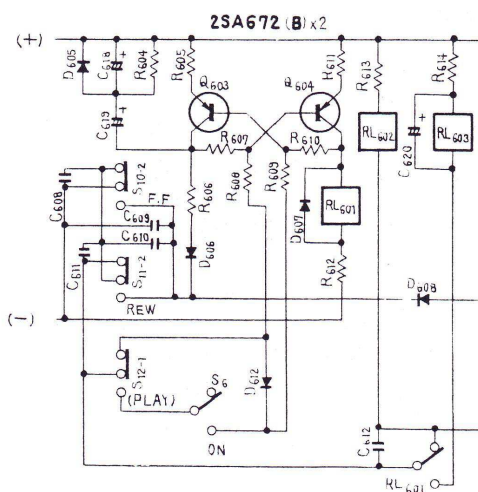 2SA672 (B) x2
(+)
D605
C618
R604
R605
R611
R613
R614
Q603
Q604
C619
R607
R610
RL602
C620
RL603
R608
R609
S10-2
C608
F.F
R606
D607
RL601
C609
C610
C611
S11-2
D606
R612
D608
(-)
REW
S12-1
S6
D612
(PLAY)
ON
C612
RL601